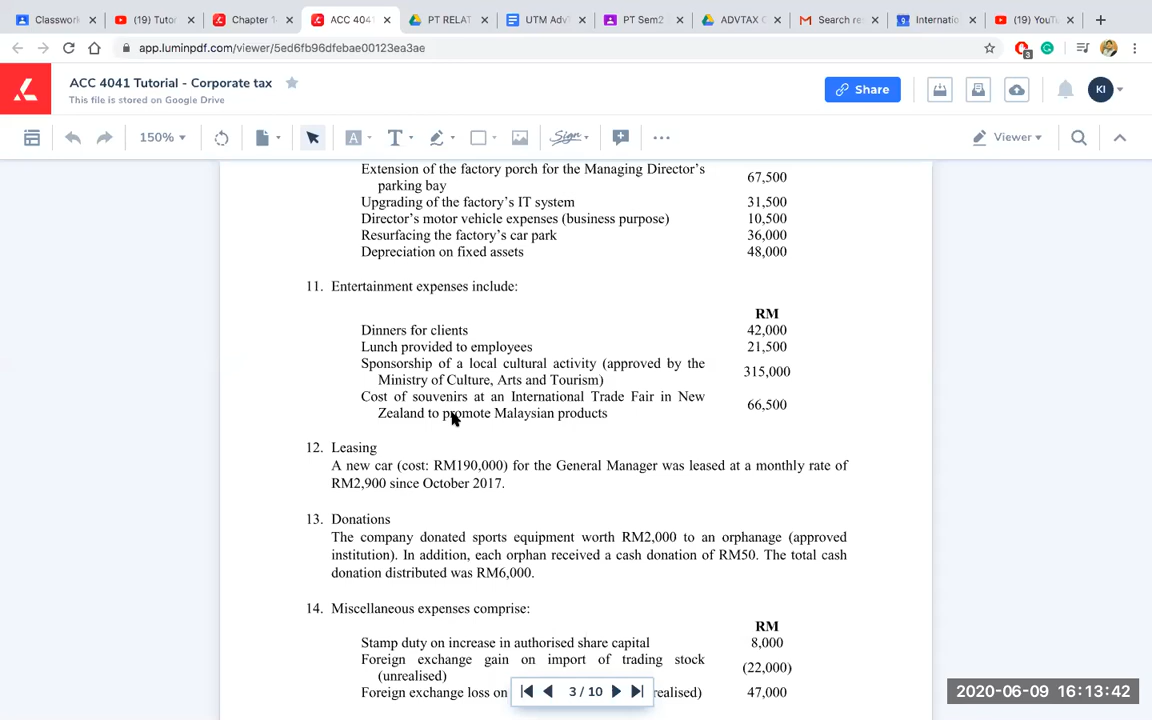 Classwork
(19) Tutor
Chapter 1
ACC 4041
PT RELAT
UTM Adv
PT Sem2
ADVTAX C
Search re
Internatio
(19) YouTu
app.luminpdf.com/viewer/5ed6fb96dfebae00123ea3ae
3
ACC 4041 Tutorial - Corporate tax
This file is stored on Google Drive
Share
KI
150%
A
T
Sign
Viewer
Extension of the factory porch for the Managing Director's
parking bay
67,500
Upgrading of the factory's IT system 31,500
Director's motor vehicle expenses (business purpose) 10,500
Resurfacing the factory's car park 36,000
Depreciation on fixed assets 48,000
11. Entertainment expenses include:
RM
Dinners for clients 42,000
Lunch provided to employees 21,500
Sponsorship of a local cultural activity (approved by the
Ministry of Culture, Arts and Tourism)
315,000
Cost of souvenirs at an International Trade Fair in New
Zealand to promote Malaysian products
66,500
12. Leasing
A new car (cost: RM190,000) for the General Manager was leased at a monthly rate of
RM2,900 since October 2017.
13. Donations
The company donated sports equipment worth RM2,000 to an orphanage (approved
institution). In addition, each orphan received a cash donation of RM50. The total cash
donation distributed was RM6,000.
14. Miscellaneous expenses comprise:
RM
Stamp duty on increase in authorised share capital 8,000
Foreign exchange gain on import of trading stock
(unrealised)
(22,000)
Foreign exchange loss on realised) 47,000
3 / 10
2020-06-09 16:13:42